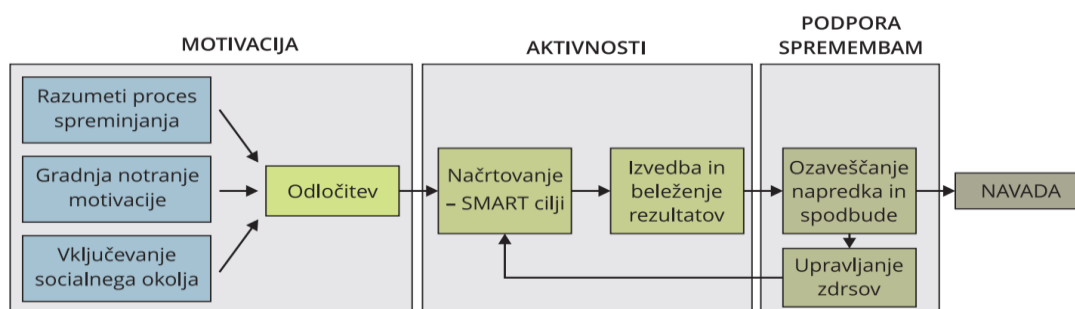 MOTIVACIJA
AKTIVNOSTI
PODPORA
SPREMEMBAM
Razumeti proces
spreminjanja
Gradnja notranje
motivacije
Vključevanje
socialnega okolja
Odločitev
Načrtovanje
– SMART cilji
Izvedba in
beleženje
rezultatov
Ozaveščanje
napredka in
spodbude
Upravljanje
zdrsov
NAVADA